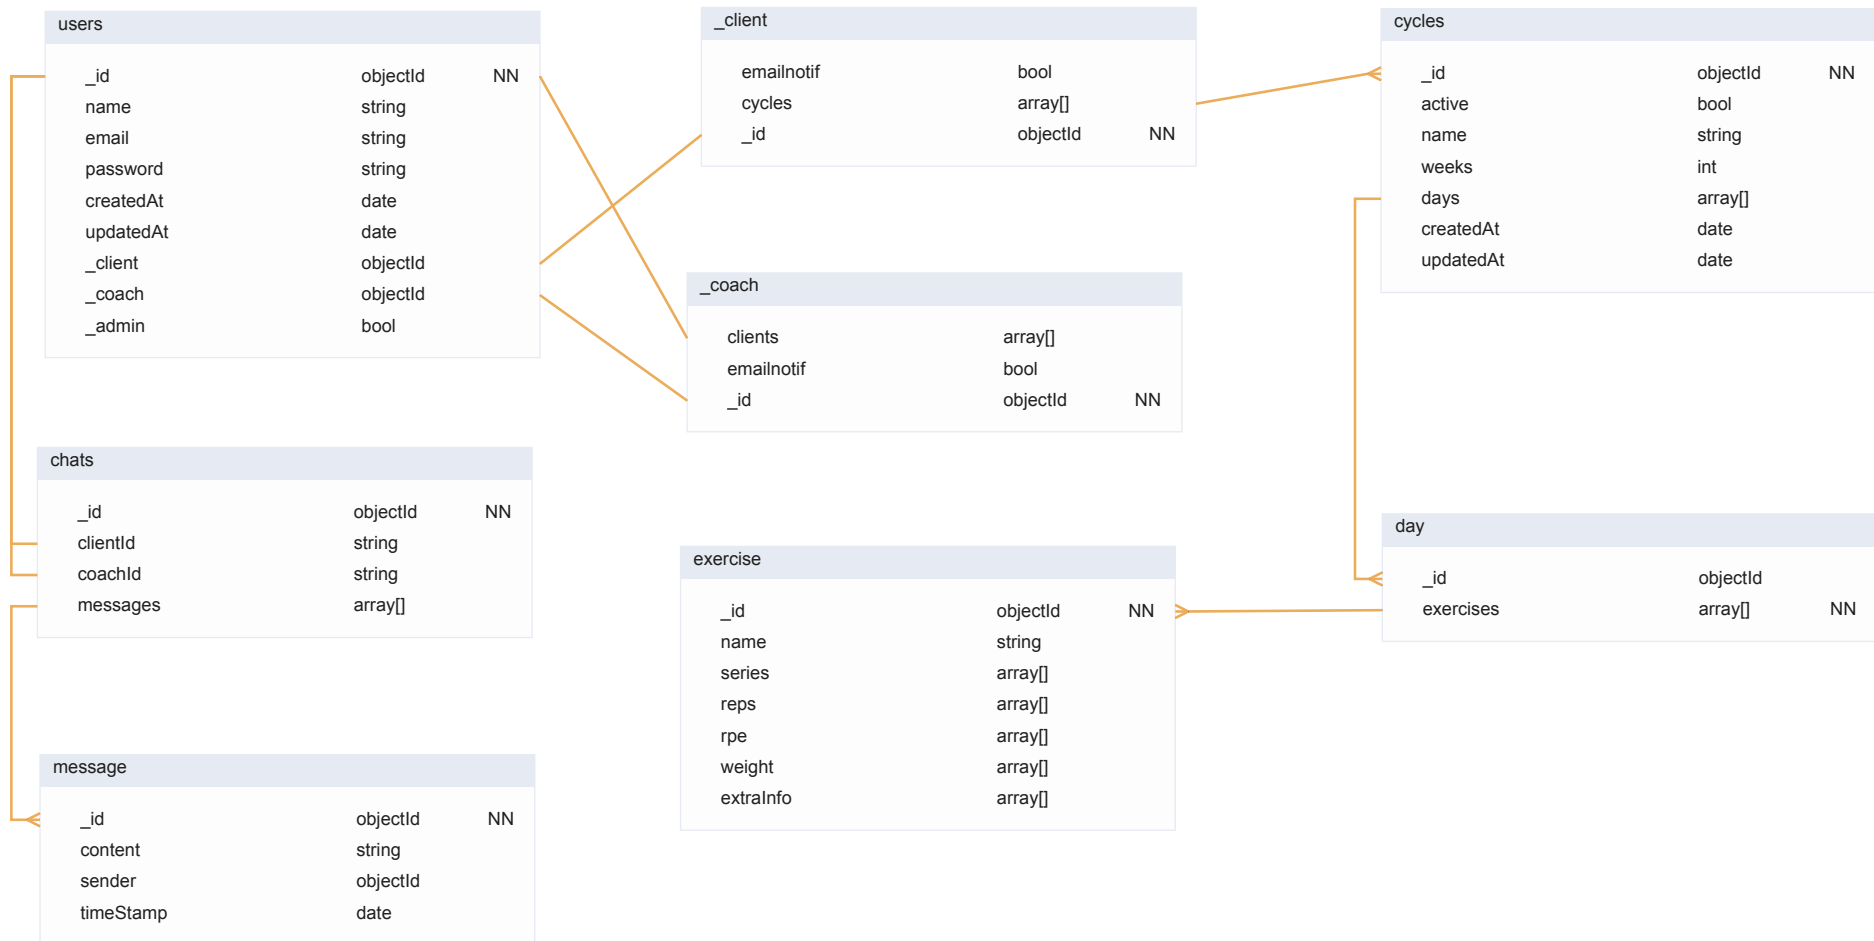 users
_id objectId NN
name string
email string
password string
createdAt date
updatedAt date
_client objectId
_coach objectId
_admin bool
_client
emailnotif bool
cycles array[]
_id objectId NN
cycles
_id objectId NN
active bool
name string
weeks int
days array[]
createdAt date
updatedAt date
_coach
clients array[]
emailnotif bool
_id objectId NN
chats
_id objectId NN
clientId string
coachId string
messages array[]
exercise
_id objectId NN
name string
series array[]
reps array[]
rpe array[]
weight array[]
extraInfo array[]
day
_id objectId
exercises array[] NN
message
_id objectId NN
content string
sender objectId
timeStamp date